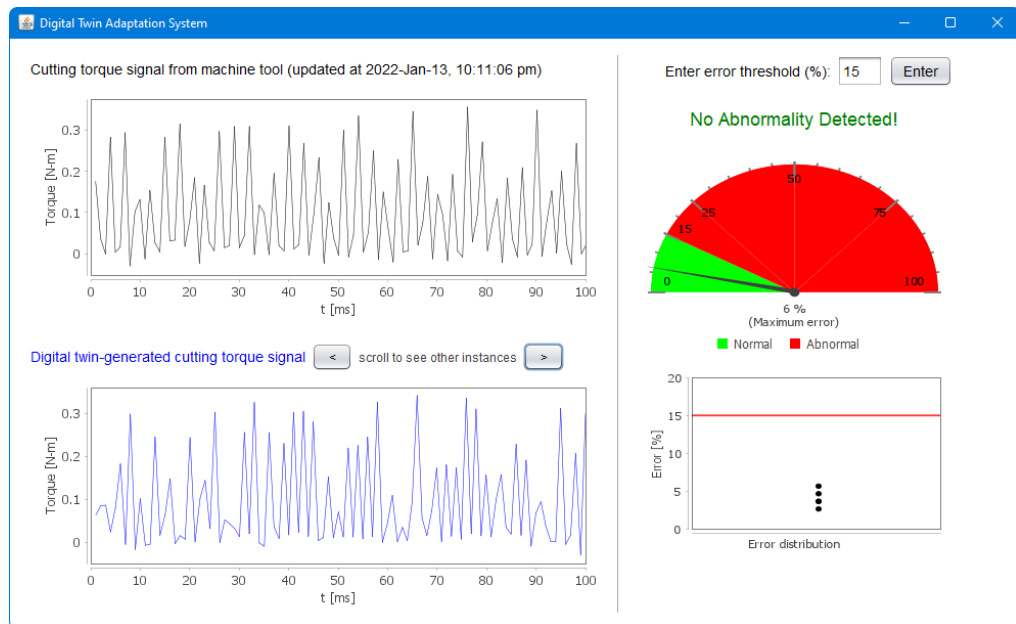 Digital Twin Adaptation System
Cutting torque signal from machine tool (updated at 2022-Jan-13, 10:11:06 pm)
Torque [N-m]
0.3
0.2
0.1
0
0 10 20 30 40 50 60 70 80 90 100
t [ms]
Digital twin-generated cutting torque signal < scroll to see other instances >
Torque [N-m]
0.3
0.2
0.1
0
0 10 20 30 40 50 60 70 80 90 100
t [ms]
Enter error threshold (%): 15 Enter
No Abnormality Detected!
0 15 25 50 75 100
6 %
(Maximum error)
Normal Abnormal
Error [%]
20
15
10
5
0
Error distribution